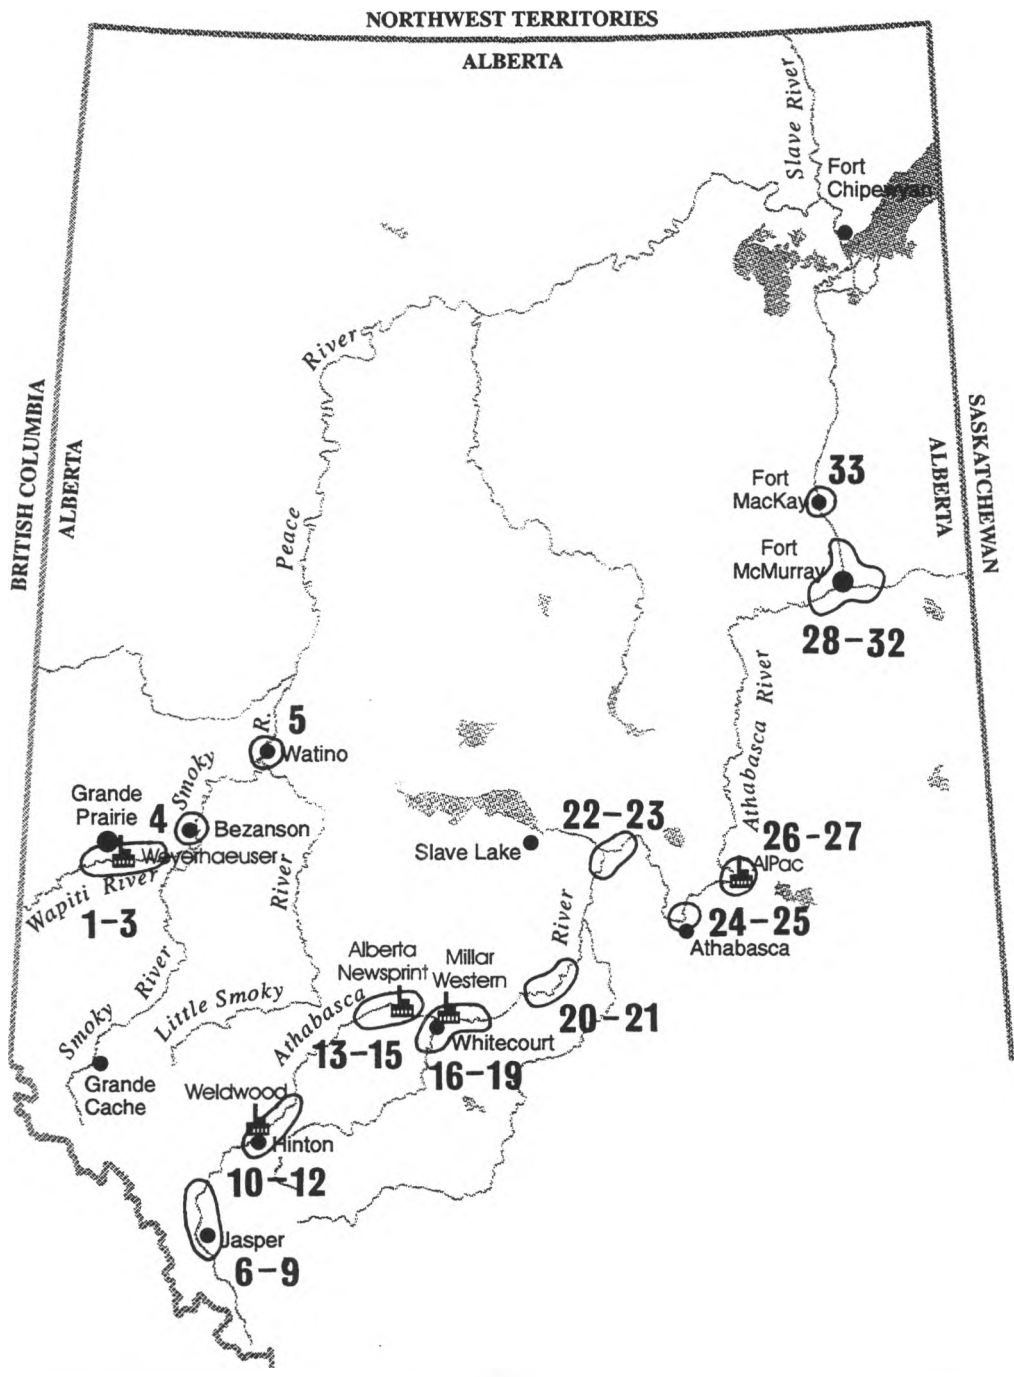 NORTHWEST TERRITORIES
ALBERTA
Slave River
Fort
Chipewyan
River
Peace
BRITISH COLUMBIA
ALBERTA
SASKATCHEWAN
ALBERTA
33
Fort
MacKay
Fort
McMurray
28-32
Athabasca River
5
R.
Watino
Smoky
Grande
Prairie
4
Bezanson
Weyerhaeuser
Wapiti River
1-3
River
22-23
Slave Lake
26-27
AlPac
24-25
Athabasca
River
Alberta
Newsprint
Millar
Western
20-21
Whitecourt
16-19
13-15
Athabasca
Little Smoky
River
Smoky
Grande
Cache
Weldwood
Hinton
10-12
Jasper
6-9